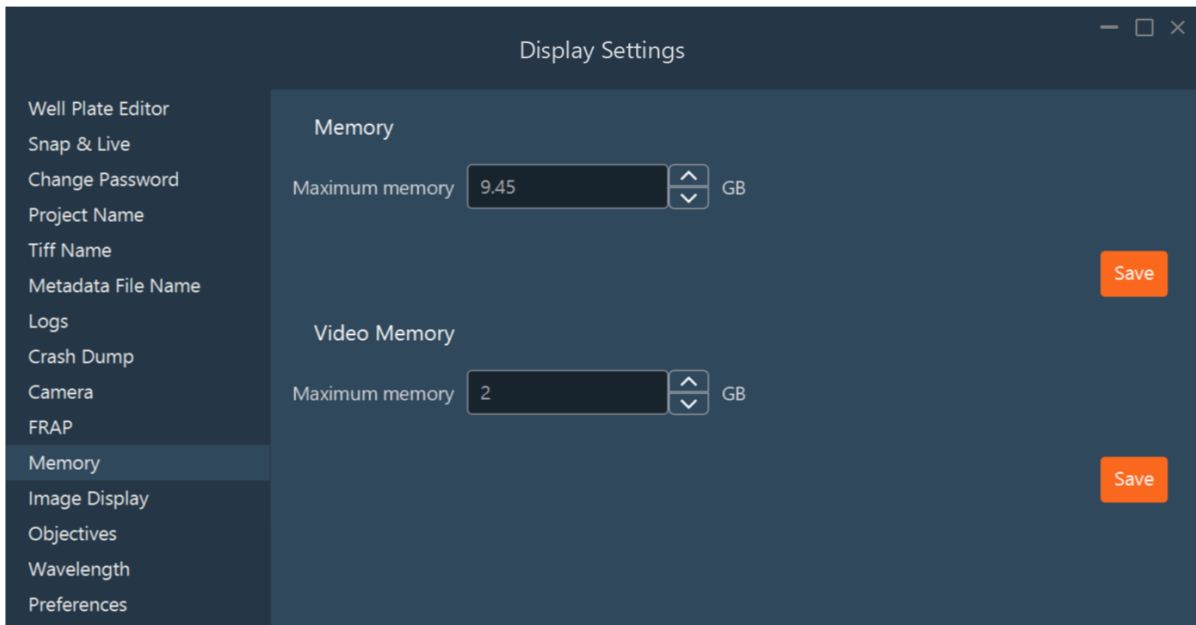 Display Settings
Well Plate Editor
Snap & Live
Change Password
Project Name
Tiff Name
Metadata File Name
Logs
Crash Dump
Camera
FRAP
Memory
Image Display
Objectives
Wavelength
Preferences
Memory
Maximum memory 9.45 GB
Save
Video Memory
Maximum memory 2 GB
Save